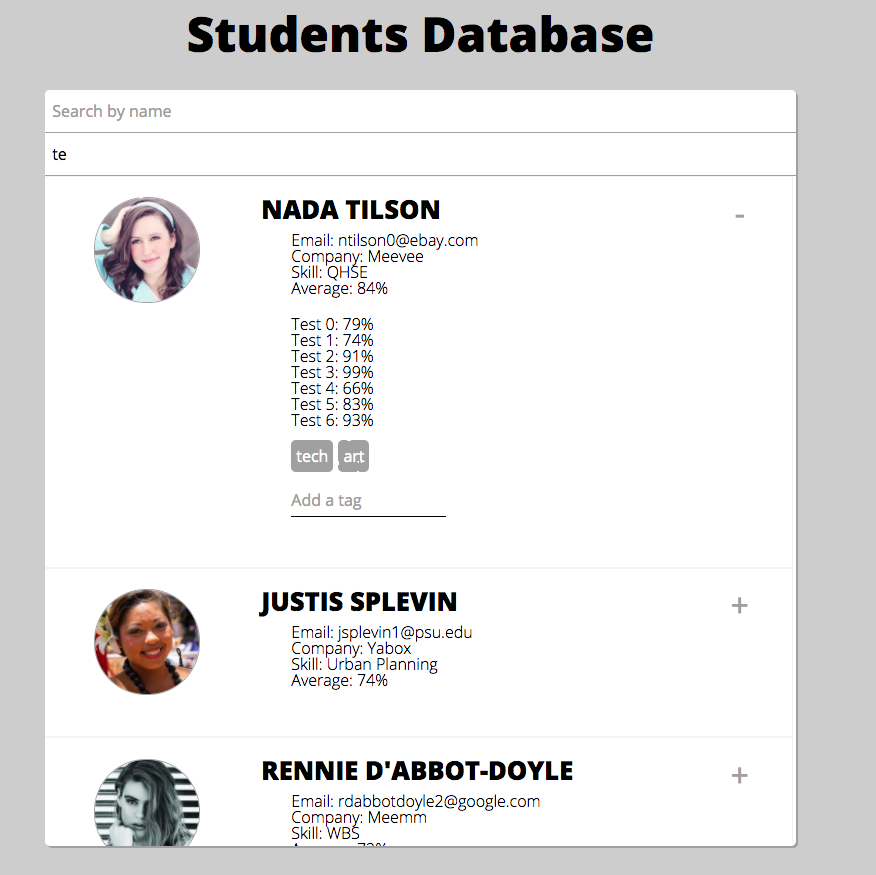 Students Database
Search by name
te
NADA TILSON
-
Email: ntilson0@ebay.com
Company: Meevee
Skill: QHSE
Average: 84%
Test 0: 79%
Test 1: 74%
Test 2: 91%
Test 3: 99%
Test 4: 66%
Test 5: 83%
Test 6: 93%
tech art
Add a tag
JUSTIS SPLEVIN
+
Email: jsplevin1@psu.edu
Company: Yabox
Skill: Urban Planning
Average: 74%
RENNIE D'ABBOT-DOYLE
+
Email: rdabbotdoyle2@google.com
Company: Meemm
Skill: WBS